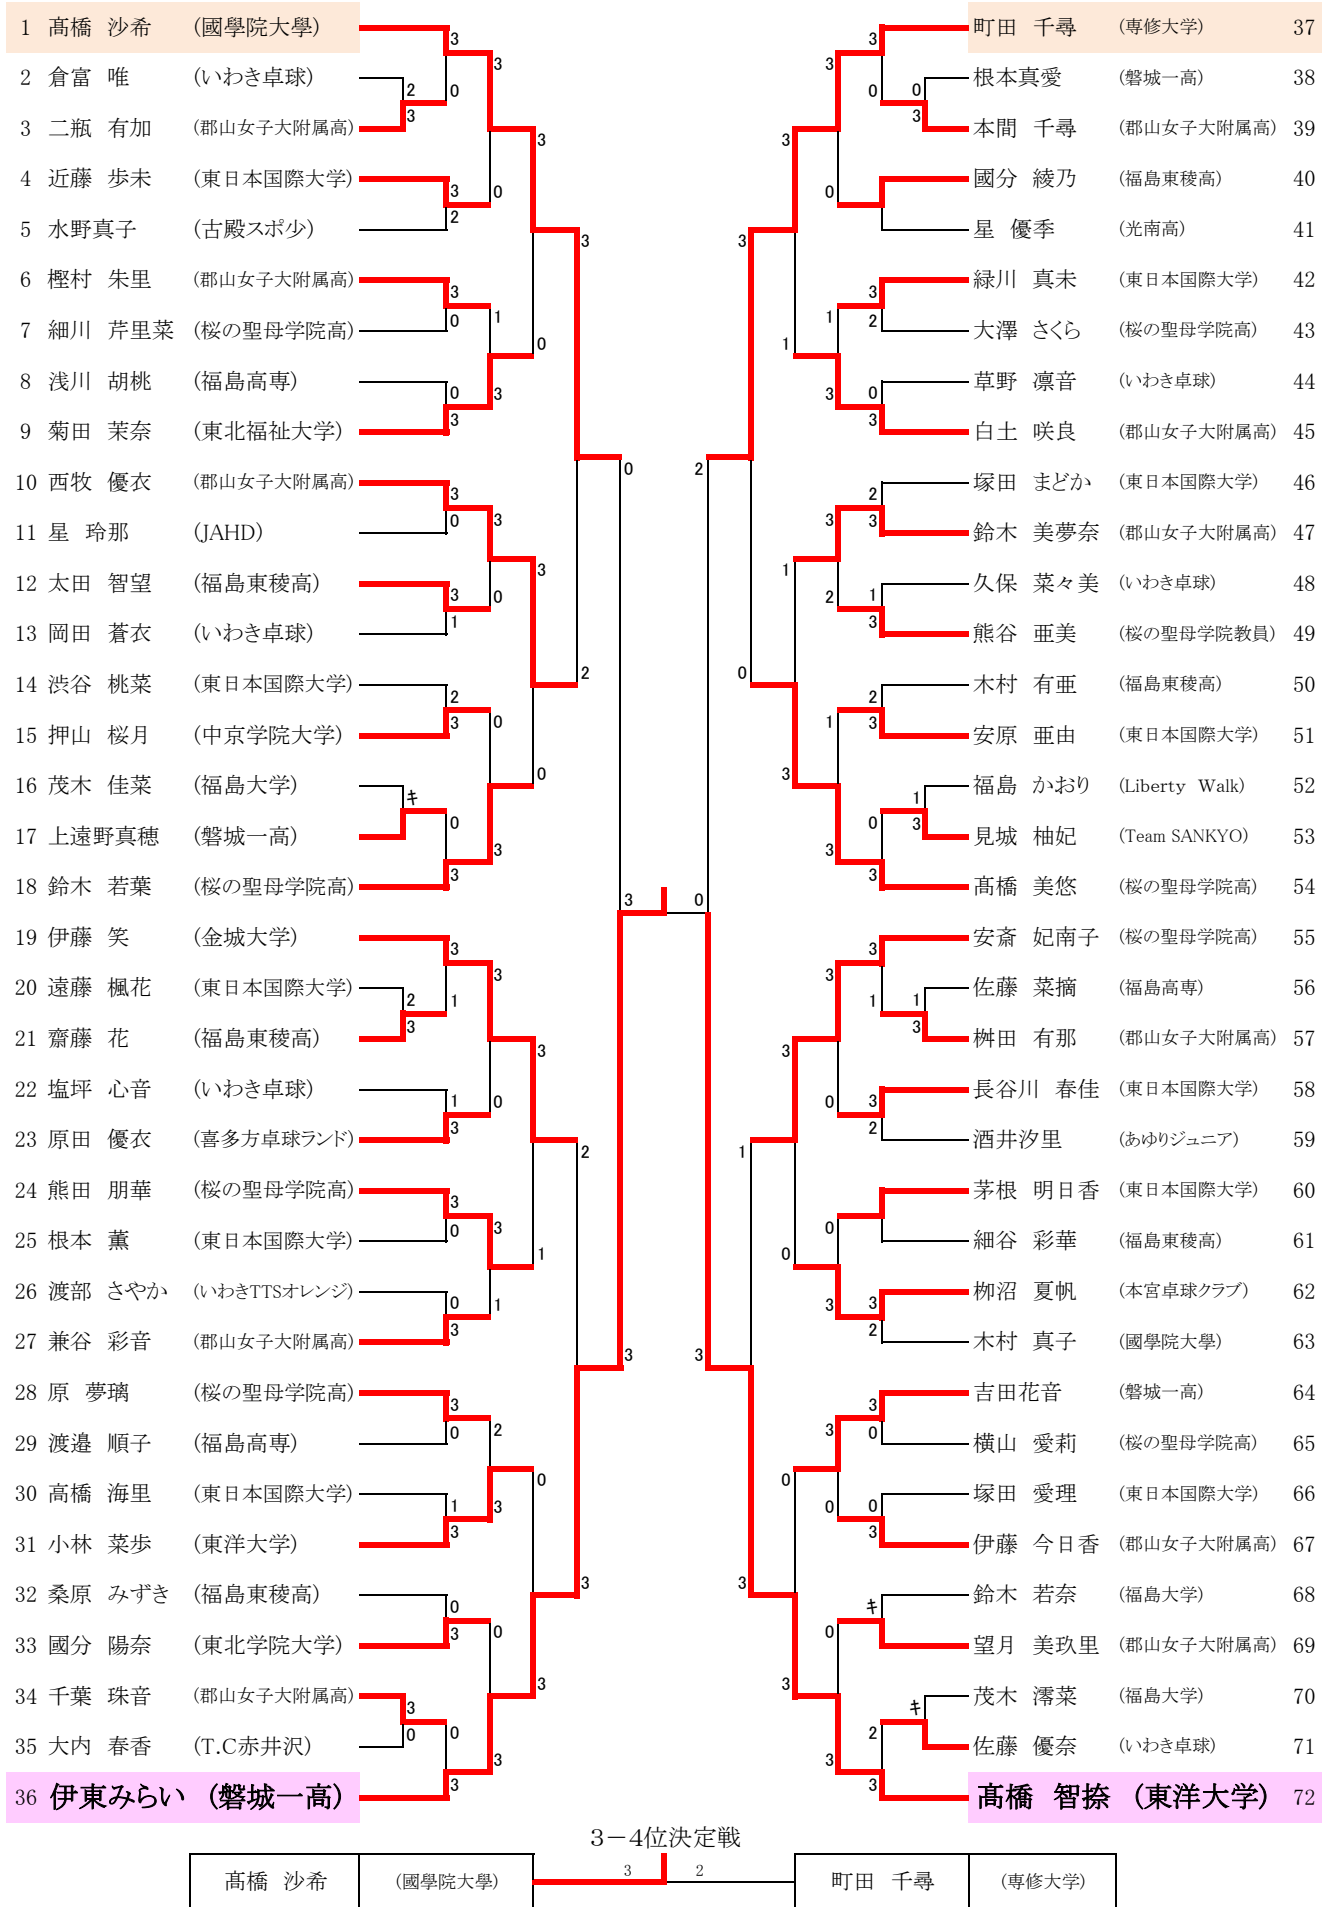 1 髙橋 沙希 (國學院大學)
2 倉富 唯 (いわき卓球)
3 二瓶 有加 (郡山女子大附属高)
4 近藤 歩未 (東日本国際大学)
5 水野真子 (古殿スポ少)
6 樫村 朱里 (郡山女子大附属高)
7 細川 芹里菜 (桜の聖母学院高)
8 浅川 胡桃 (福島高専)
9 菊田 茉奈 (東北福祉大学)
10 西牧 優衣 (郡山女子大附属高)
11 星 玲那 (JAHD)
12 太田 智望 (福島東稜高)
13 岡田 蒼衣 (いわき卓球)
14 渋谷 桃菜 (東日本国際大学)
15 押山 桜月 (中京学院大学)
16 茂木 佳菜 (福島大学)
17 上遠野真穂 (磐城一高)
18 鈴木 若葉 (桜の聖母学院高)
19 伊藤 笑 (金城大学)
20 遠藤 楓花 (東日本国際大学)
21 齋藤 花 (福島東稜高)
22 塩坪 心音 (いわき卓球)
23 原田 優衣 (喜多方卓球ランド)
24 熊田 朋華 (桜の聖母学院高)
25 根本 薫 (東日本国際大学)
26 渡部 さやか (いわきTTSオレンジ)
27 兼谷 彩音 (郡山女子大附属高)
28 原 夢璃 (桜の聖母学院高)
29 渡邉 順子 (福島高専)
30 高橋 海里 (東日本国際大学)
31 小林 菜歩 (東洋大学)
32 桑原 みずき (福島東稜高)
33 國分 陽奈 (東北学院大学)
34 千葉 珠音 (郡山女子大附属高)
35 大内 春香 (T.C赤井沢)
36 伊東みらい (磐城一高)
町田 千尋 (専修大学) 37
根本真愛 (磐城一高) 38
本間 千尋 (郡山女子大附属高) 39
國分 綾乃 (福島東稜高) 40
星 優季 (光南高) 41
緑川 真未 (東日本国際大学) 42
大澤 さくら (桜の聖母学院高) 43
草野 凛音 (いわき卓球) 44
白土 咲良 (郡山女子大附属高) 45
塚田 まどか (東日本国際大学) 46
鈴木 美夢奈 (郡山女子大附属高) 47
久保 菜々美 (いわき卓球) 48
熊谷 亜美 (桜の聖母学院教員) 49
木村 有亜 (福島東稜高) 50
安原 亜由 (東日本国際大学) 51
福島 かおり (Liberty Walk) 52
見城 柚妃 (Team SANKYO) 53
髙橋 美悠 (桜の聖母学院高) 54
安斎 妃南子 (桜の聖母学院高) 55
佐藤 菜摘 (福島高専) 56
桝田 有那 (郡山女子大附属高) 57
長谷川 春佳 (東日本国際大学) 58
酒井汐里 (あゆりジュニア) 59
茅根 明日香 (東日本国際大学) 60
細谷 彩華 (福島東稜高) 61
栁沼 夏帆 (本宮卓球クラブ) 62
木村 真子 (國學院大學) 63
吉田花音 (磐城一高) 64
横山 愛莉 (桜の聖母学院高) 65
塚田 愛理 (東日本国際大学) 66
伊藤 今日香 (郡山女子大附属高) 67
鈴木 若奈 (福島大学) 68
望月 美玖里 (郡山女子大附属高) 69
茂木 澪菜 (福島大学) 70
佐藤 優奈 (いわき卓球) 71
髙橋 智捺 (東洋大学) 72
3－4位決定戦
髙橋 沙希 (國學院大學) 3 2 町田 千尋 (専修大学)